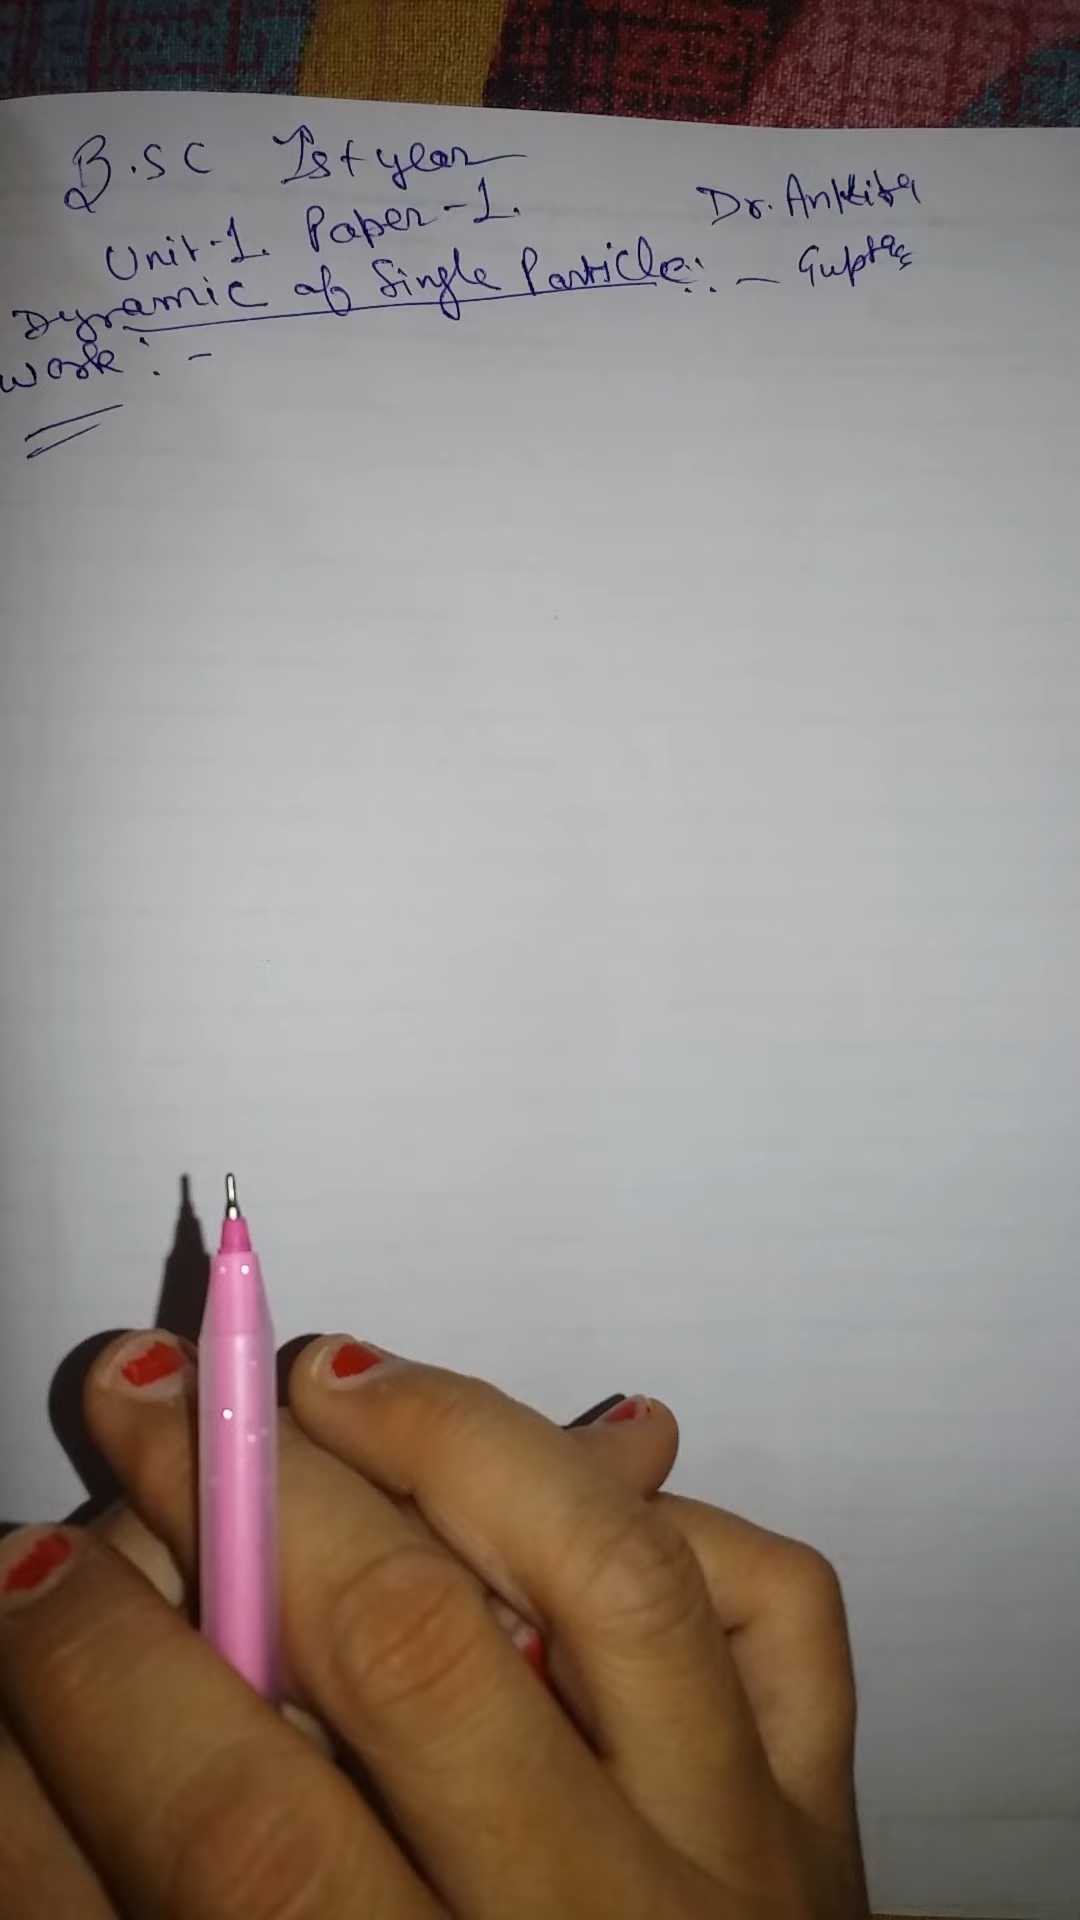 B.SC Ist year
Unit-1. Paper-1.
Dr. Ankita
Gupta
Dynamic of Single Particle:-
Work:-